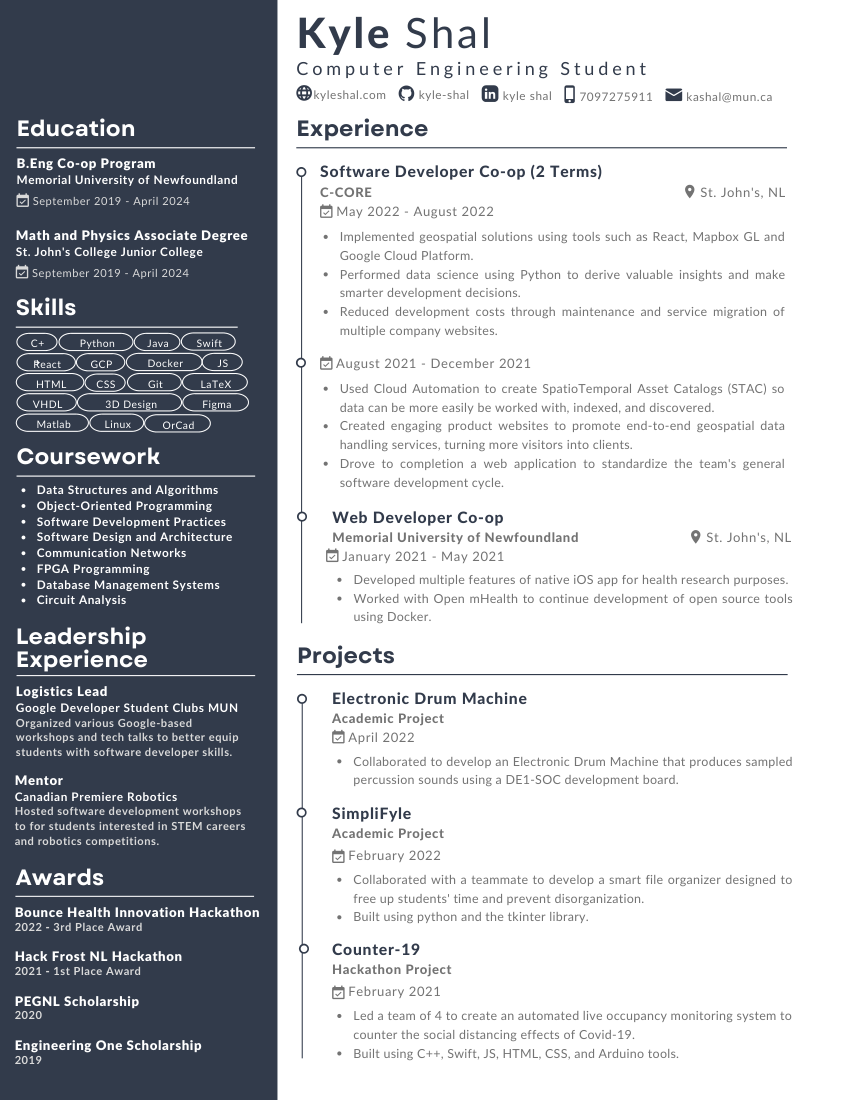 Kyle Shal
Computer Engineering Student
kyleshal.com kyle-shal kyle shal 7097275911 kashal@mun.ca
Education
B.Eng Co-op Program
Memorial University of Newfoundland
September 2019 - April 2024
Math and Physics Associate Degree
St. John's College Junior College
September 2019 - April 2024
Skills
C+ Python Java Swift
React GCP Docker JS
HTML CSS Git LaTeX
VHDL 3D Design Figma
Matlab Linux OrCad
Coursework
• Data Structures and Algorithms
• Object-Oriented Programming
• Software Development Practices
• Software Design and Architecture
• Communication Networks
• FPGA Programming
• Database Management Systems
• Circuit Analysis
Leadership
Experience
Logistics Lead
Google Developer Student Clubs MUN
Organized various Google-based
workshops and tech talks to better equip
students with software developer skills.
Mentor
Canadian Premiere Robotics
Hosted software development workshops
to for students interested in STEM careers
and robotics competitions.
Awards
Bounce Health Innovation Hackathon
2022 - 3rd Place Award
Hack Frost NL Hackathon
2021 - 1st Place Award
PEGNL Scholarship
2020
Engineering One Scholarship
2019
Experience
Software Developer Co-op (2 Terms)
C-CORE St. John's, NL
May 2022 - August 2022
• Implemented geospatial solutions using tools such as React, Mapbox GL and
Google Cloud Platform.
• Performed data science using Python to derive valuable insights and make
smarter development decisions.
• Reduced development costs through maintenance and service migration of
multiple company websites.
August 2021 - December 2021
• Used Cloud Automation to create SpatioTemporal Asset Catalogs (STAC) so
data can be more easily be worked with, indexed, and discovered.
• Created engaging product websites to promote end-to-end geospatial data
handling services, turning more visitors into clients.
• Drove to completion a web application to standardize the team's general
software development cycle.
Web Developer Co-op
Memorial University of Newfoundland St. John's, NL
January 2021 - May 2021
• Developed multiple features of native iOS app for health research purposes.
• Worked with Open mHealth to continue development of open source tools
using Docker.
Projects
Electronic Drum Machine
Academic Project
April 2022
• Collaborated to develop an Electronic Drum Machine that produces sampled
percussion sounds using a DE1-SOC development board.
SimpliFyle
Academic Project
February 2022
• Collaborated with a teammate to develop a smart file organizer designed to
free up students' time and prevent disorganization.
• Built using python and the tkinter library.
Counter-19
Hackathon Project
February 2021
• Led a team of 4 to create an automated live occupancy monitoring system to
counter the social distancing effects of Covid-19.
• Built using C++, Swift, JS, HTML, CSS, and Arduino tools.